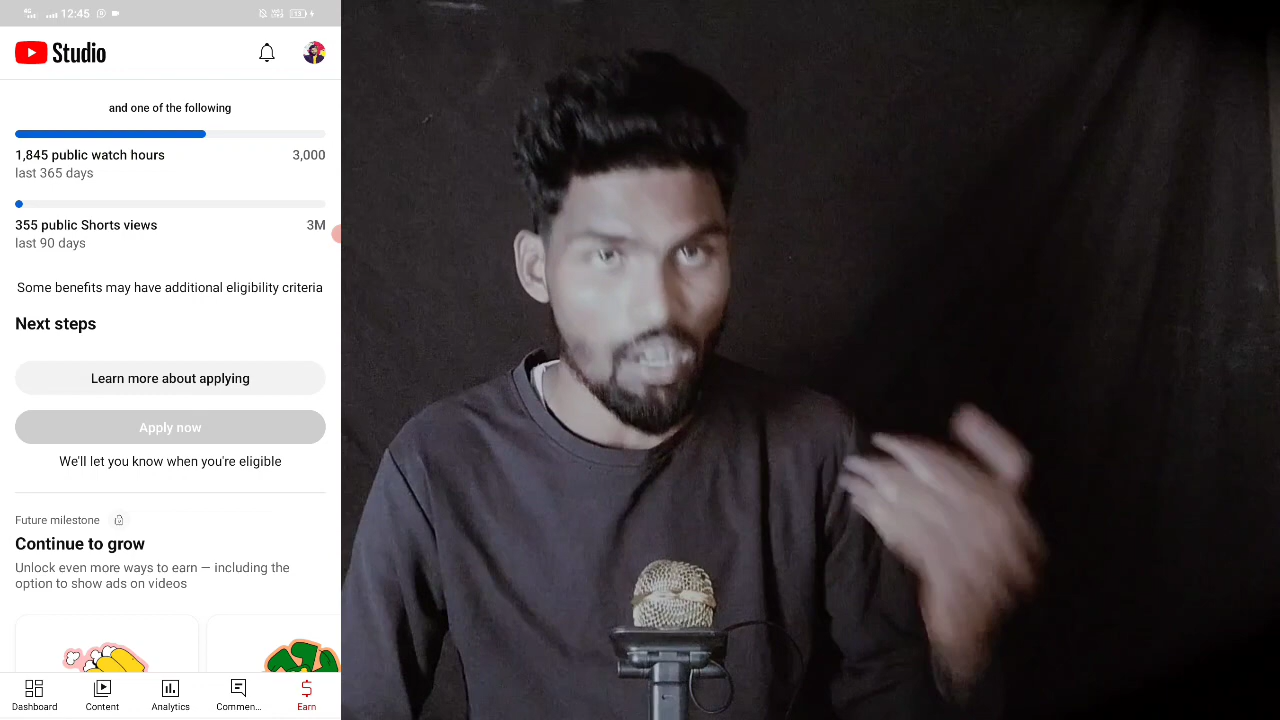 4G 12:45
Studio
and one of the following
1,845 public watch hours 3,000
last 365 days
355 public Shorts views 3M
last 90 days
Some benefits may have additional eligibility criteria
Next steps
Learn more about applying
Apply now
We'll let you know when you're eligible
Future milestone
Continue to grow
Unlock even more ways to earn — including the
option to show ads on videos
Dashboard Content Analytics Commen... Earn